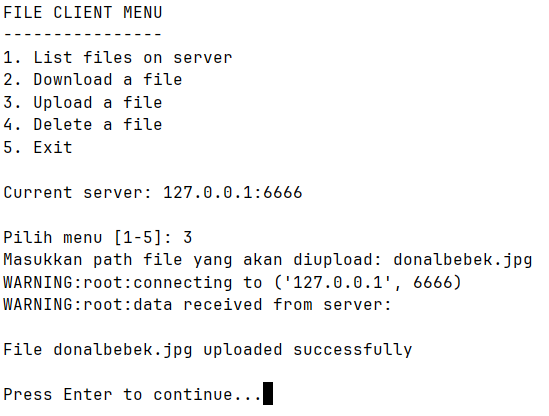 FILE CLIENT MENU
----------------
1. List files on server
2. Download a file
3. Upload a file
4. Delete a file
5. Exit
Current server: 127.0.0.1:6666
Pilih menu [1-5]: 3
Masukkan path file yang akan diupload: donalbebek.jpg
WARNING:root:connecting to ('127.0.0.1', 6666)
WARNING:root:data received from server:
File donalbebek.jpg uploaded successfully
Press Enter to continue...